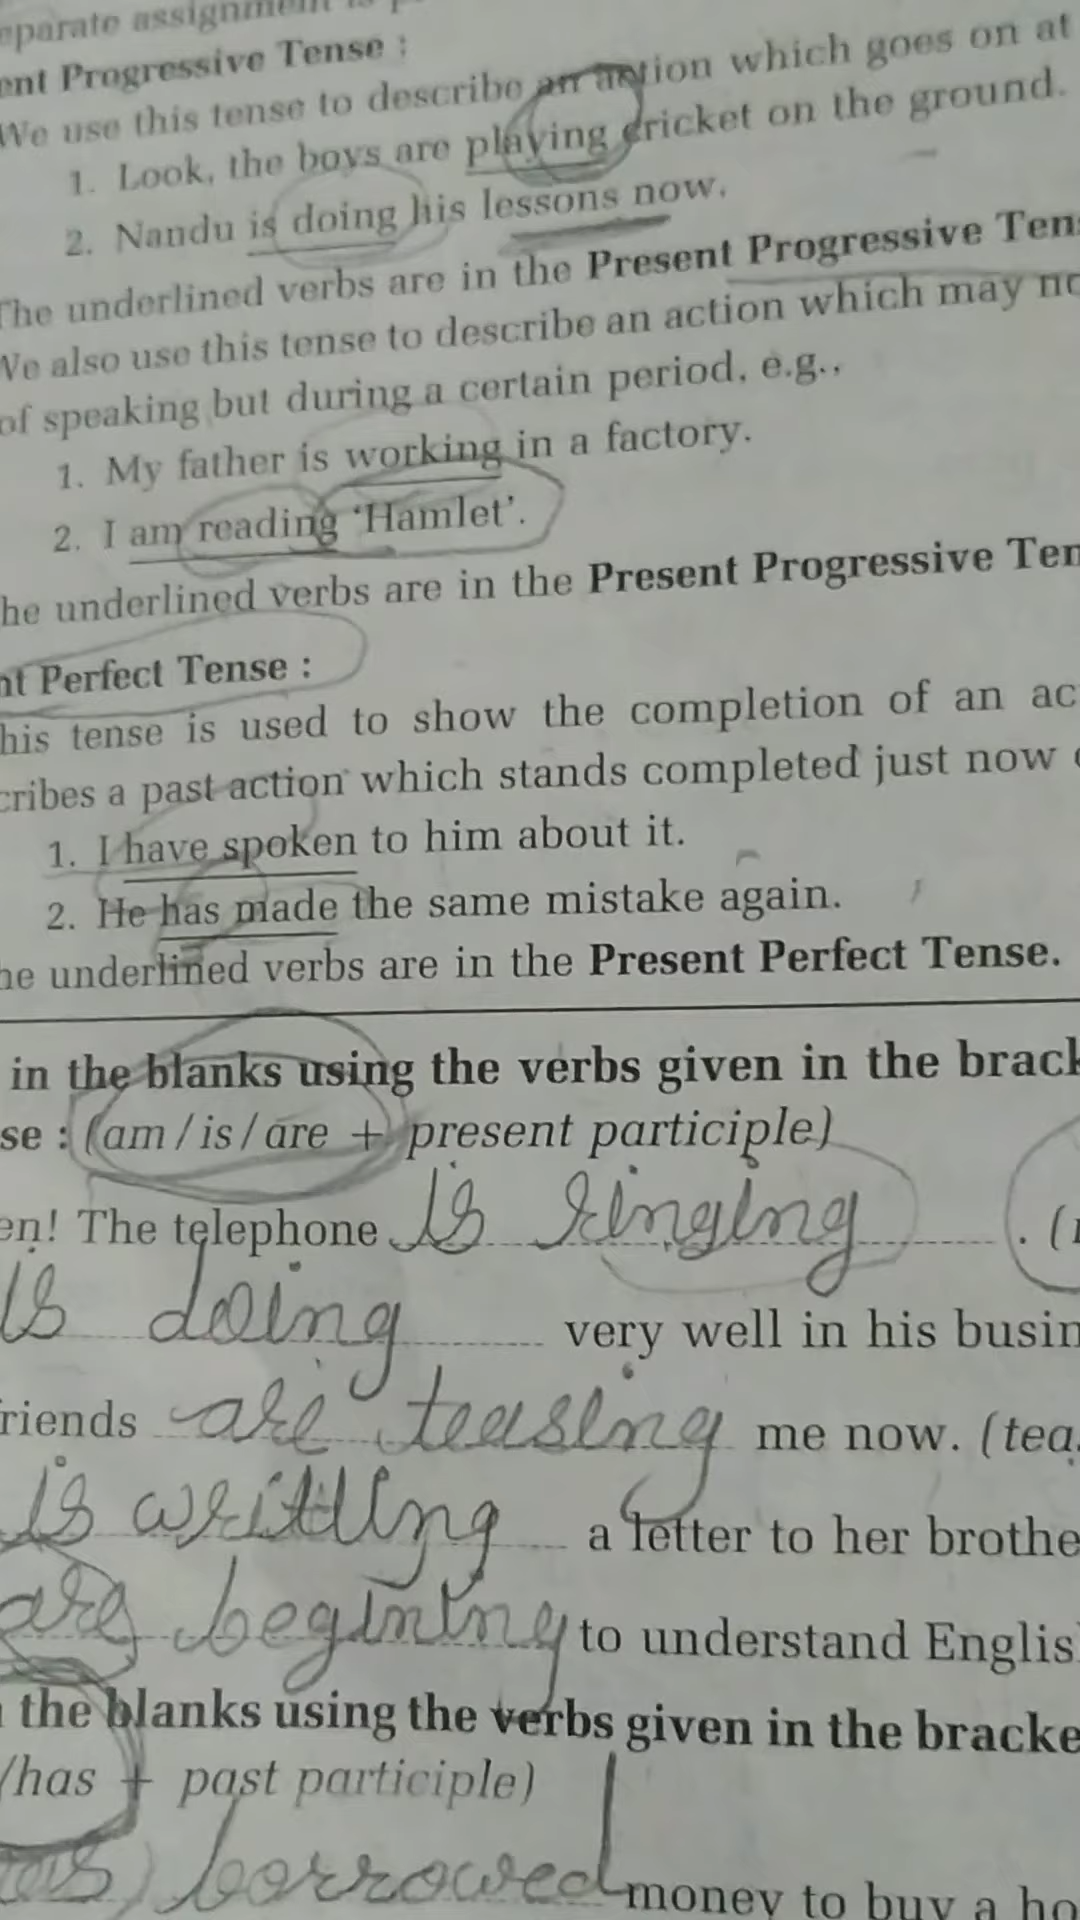 eparate assignment is
ent Progressive Tense :
We use this tense to describe an action which goes on at
1. Look, the boys are playing cricket on the ground.
2. Nandu is doing his lessons now.
The underlined verbs are in the Present Progressive Tens
We also use this tense to describe an action which may no
of speaking but during a certain period, e.g.,
1. My father is working in a factory.
2. I am reading ‘Hamlet’.
he underlined verbs are in the Present Progressive Ten
nt Perfect Tense :
his tense is used to show the completion of an ac
cribes a past action which stands completed just now
1. I have spoken to him about it.
2. He has made the same mistake again.
he underlined verbs are in the Present Perfect Tense.
in the blanks using the verbs given in the brack
se : (am/is/are + present participle)
en! The telephone is ringing . (r
is doing very well in his busin
riends are teasing me now. (tea
is writting a letter to her brothe
are begining to understand Englis
the blanks using the verbs given in the bracke
/has + past participle)
borrowed money to buy a ho